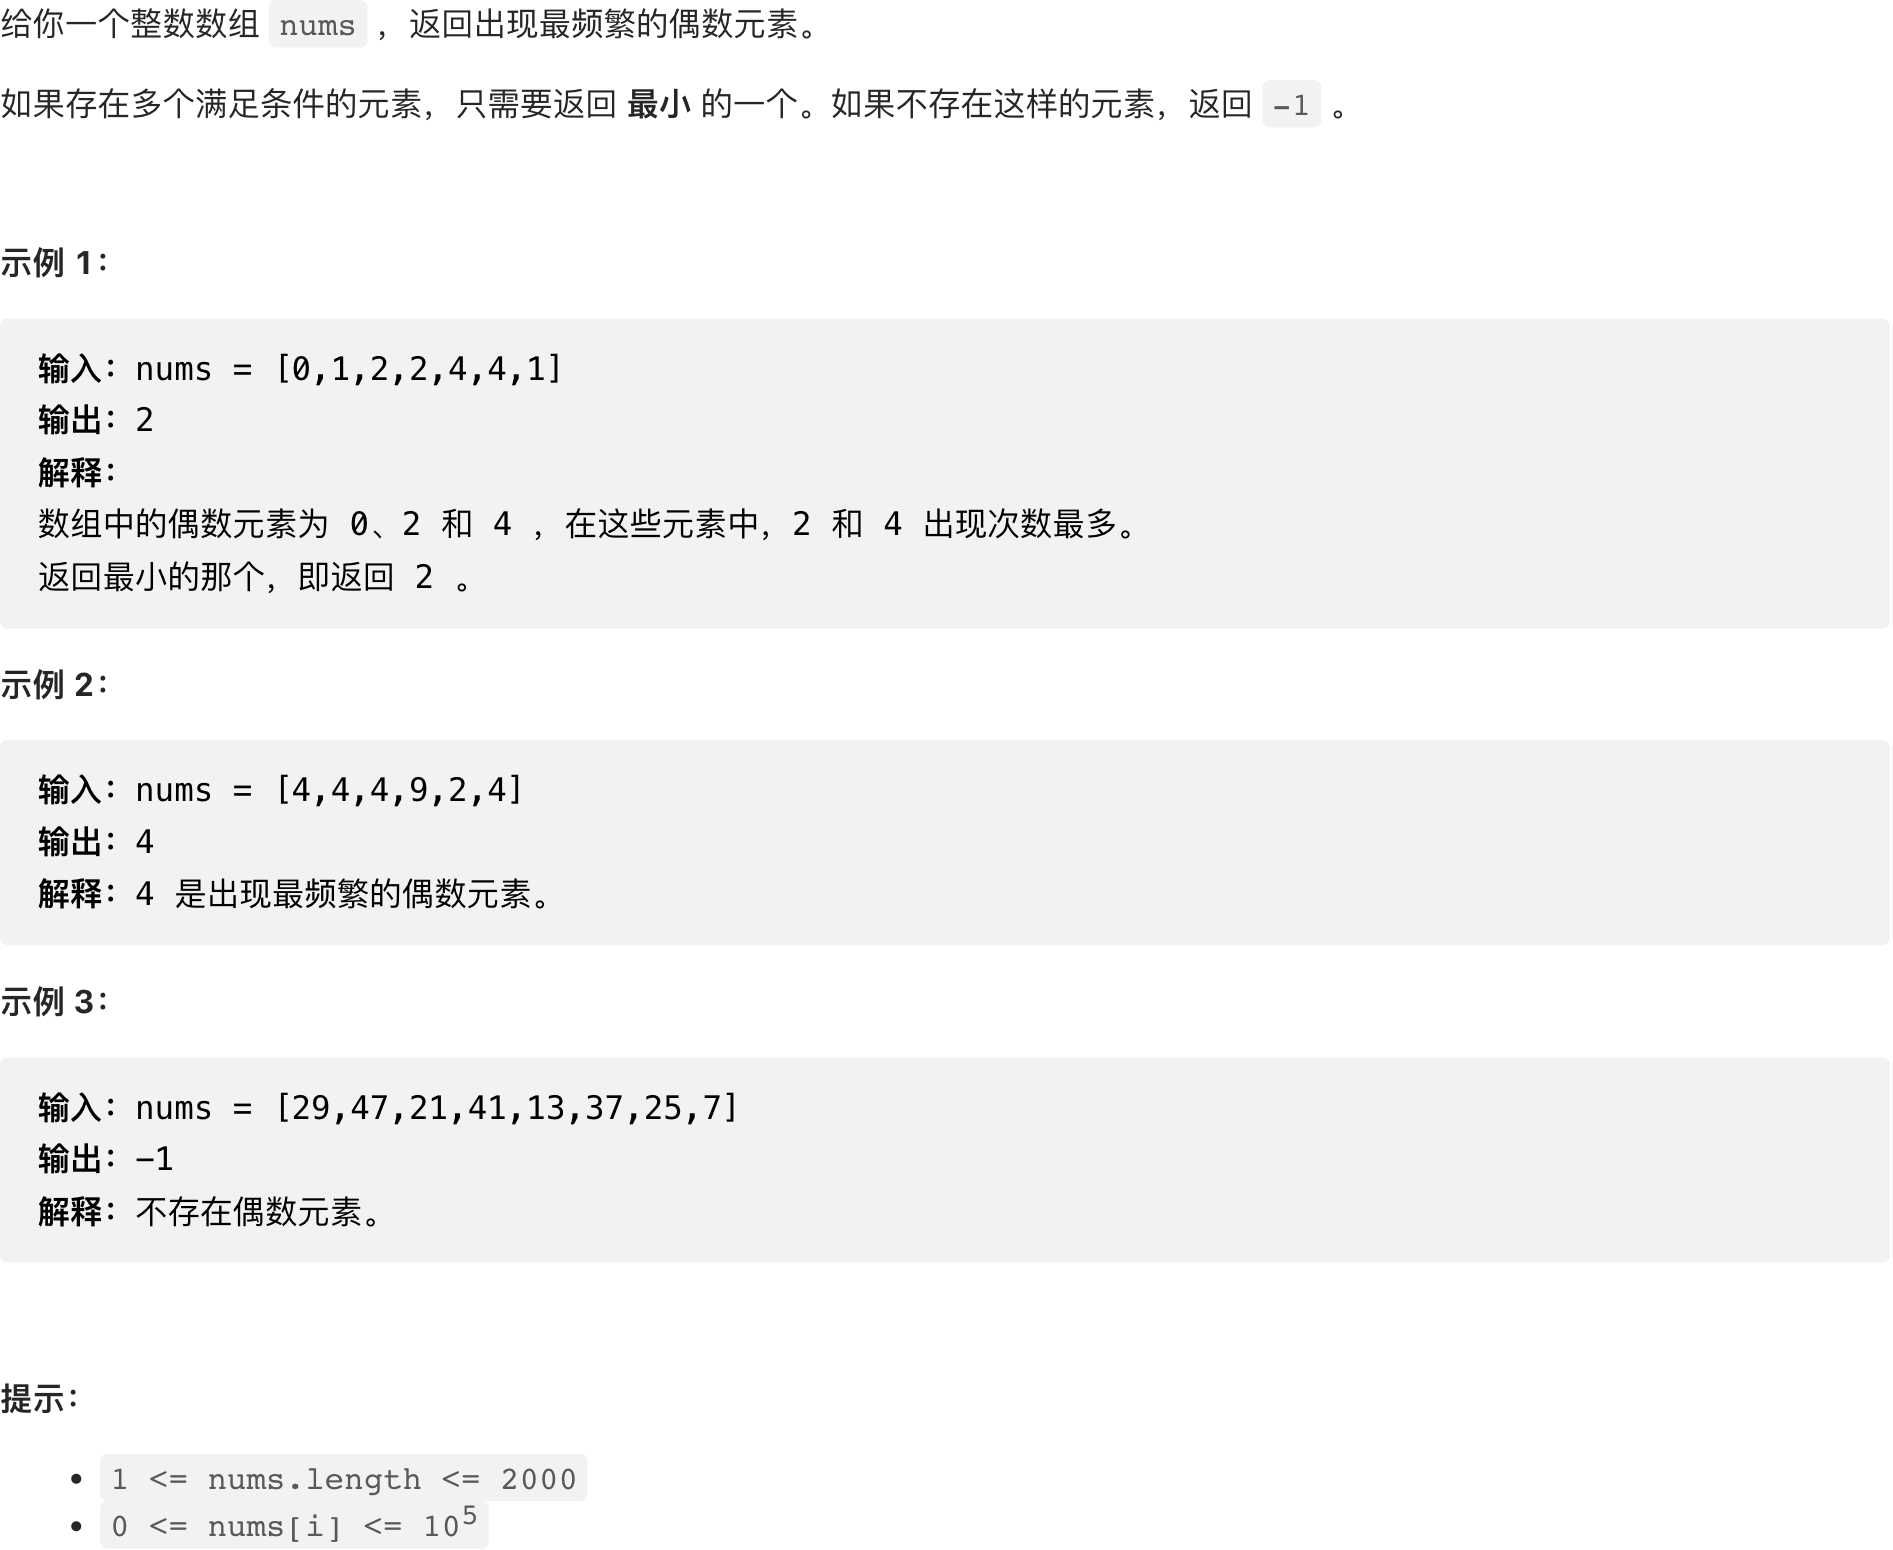 给你一个整数数组 nums ，返回出现最频繁的偶数元素。
如果存在多个满足条件的元素，只需要返回 最小 的一个。如果不存在这样的元素，返回 -1 。
示例 1：
输入：nums = [0,1,2,2,4,4,1]
输出：2
解释：
数组中的偶数元素为 0、2 和 4 ，在这些元素中，2 和 4 出现次数最多。
返回最小的那个，即返回 2 。
示例 2：
输入：nums = [4,4,4,9,2,4]
输出：4
解释：4 是出现最频繁的偶数元素。
示例 3：
输入：nums = [29,47,21,41,13,37,25,7]
输出：-1
解释：不存在偶数元素。
提示：
• 1 <= nums.length <= 2000
• 0 <= nums[i] <= 10⁵